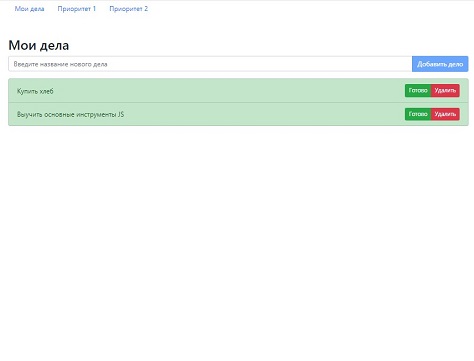 Мои дела Приоритет 1 Приоритет 2
Мои дела
Введите название нового дела Добавить дело
Купить хлеб Готово Удалить
Выучить основные инструменты JS Готово Удалить